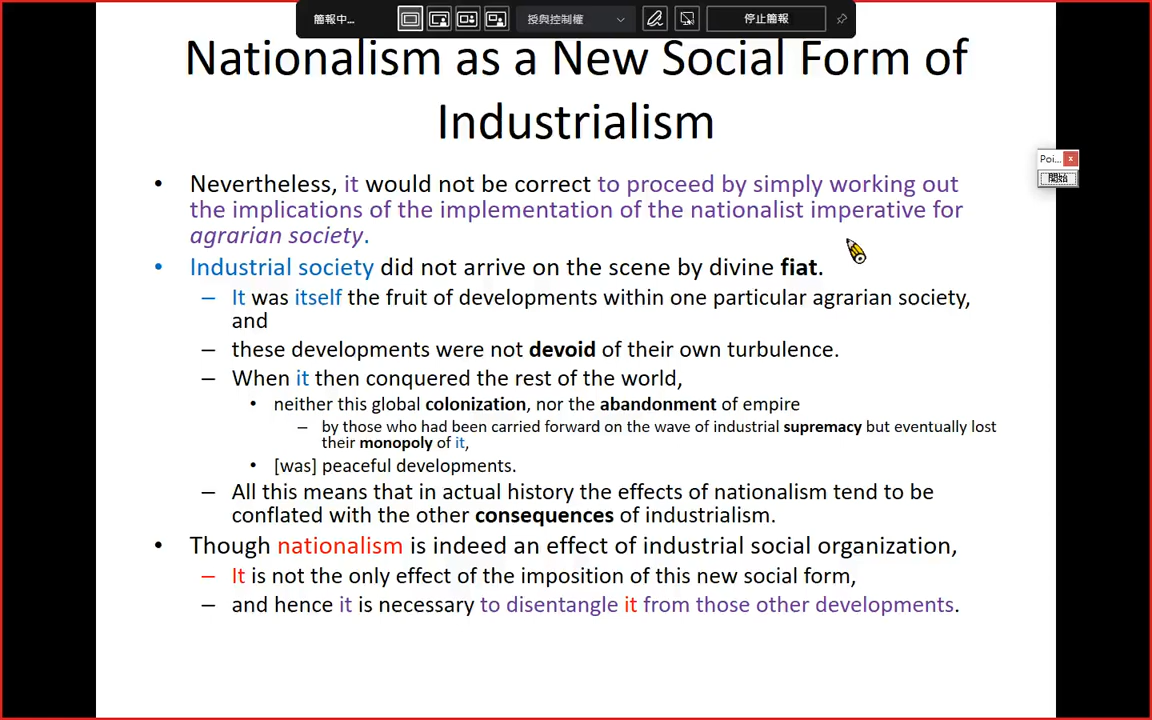 簡報中...
授與控制權
停止簡報
Nationalism as a New Social Form of
Industrialism
Poi... x
開始
• Nevertheless, it would not be correct to proceed by simply working out
the implications of the implementation of the nationalist imperative for
agrarian society.
• Industrial society did not arrive on the scene by divine fiat.
– It was itself the fruit of developments within one particular agrarian society,
and
– these developments were not devoid of their own turbulence.
– When it then conquered the rest of the world,
• neither this global colonization, nor the abandonment of empire
– by those who had been carried forward on the wave of industrial supremacy but eventually lost
their monopoly of it,
• [was] peaceful developments.
– All this means that in actual history the effects of nationalism tend to be
conflated with the other consequences of industrialism.
• Though nationalism is indeed an effect of industrial social organization,
– It is not the only effect of the imposition of this new social form,
– and hence it is necessary to disentangle it from those other developments.